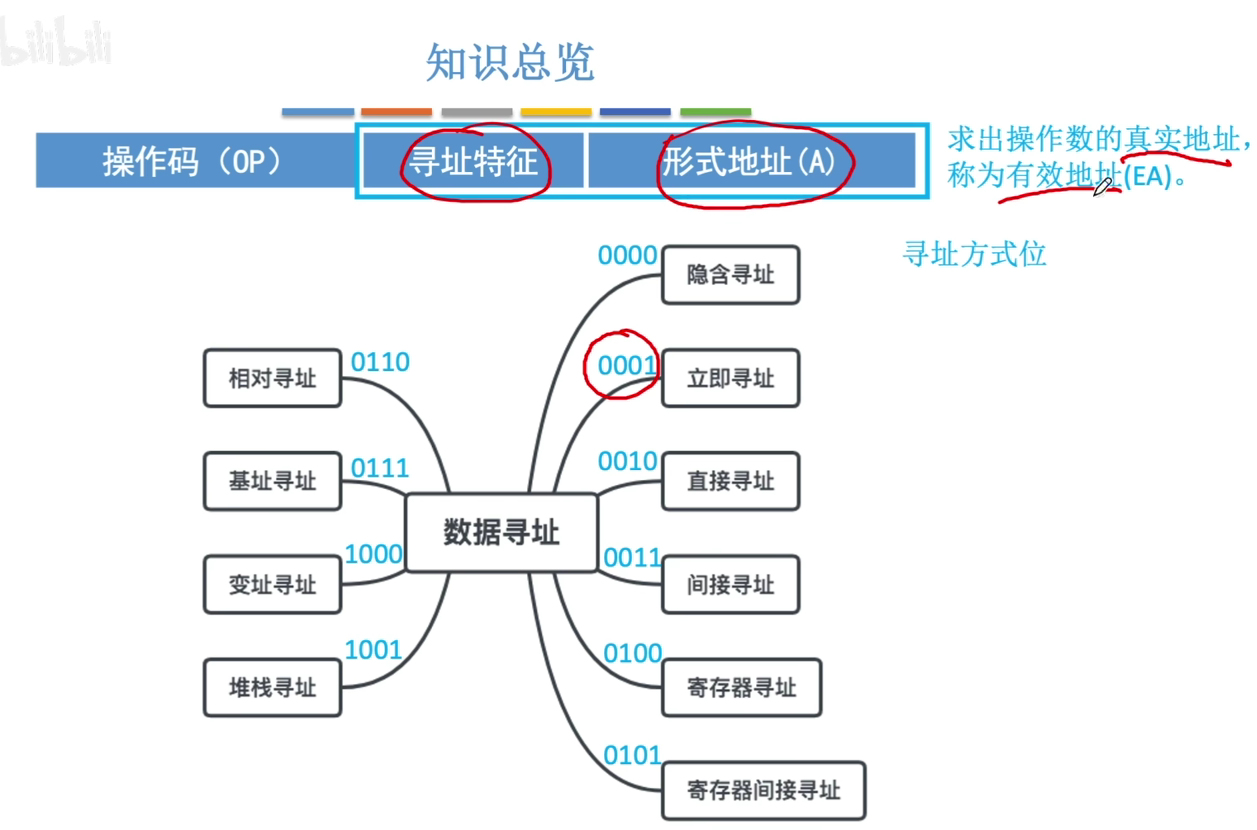 bilibili
知识总览
操作码（OP）
寻址特征
形式地址(A)
求出操作数的真实地址，
称为有效地址(EA)。
寻址方式位
0000
隐含寻址
0001
立即寻址
0010
直接寻址
0011
间接寻址
0100
寄存器寻址
0101
寄存器间接寻址
数据寻址
0110
相对寻址
0111
基址寻址
1000
变址寻址
1001
堆栈寻址